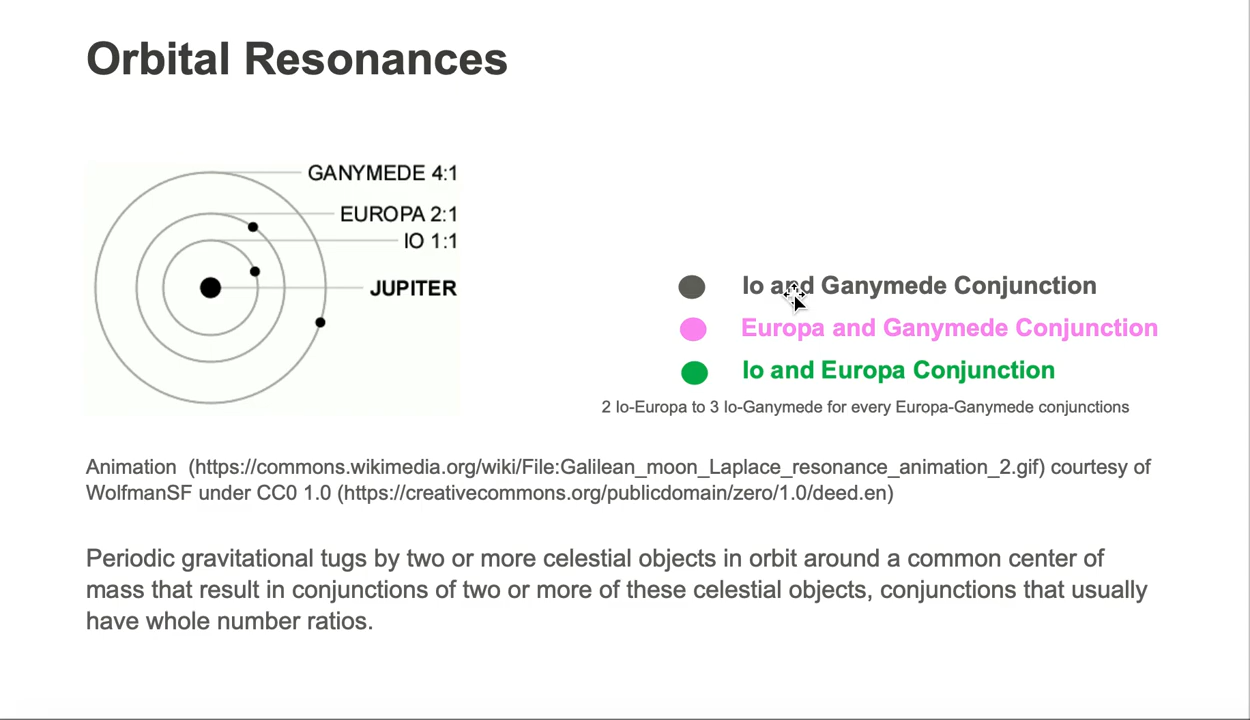 Orbital Resonances
GANYMEDE 4:1
EUROPA 2:1
IO 1:1
JUPITER
Io and Ganymede Conjunction
Europa and Ganymede Conjunction
Io and Europa Conjunction
2 Io-Europa to 3 Io-Ganymede for every Europa-Ganymede conjunctions
Animation (https://commons.wikimedia.org/wiki/File:Galilean_moon_Laplace_resonance_animation_2.gif) courtesy of
WolfmanSF under CC0 1.0 (https://creativecommons.org/publicdomain/zero/1.0/deed.en)
Periodic gravitational tugs by two or more celestial objects in orbit around a common center of
mass that result in conjunctions of two or more of these celestial objects, conjunctions that usually
have whole number ratios.